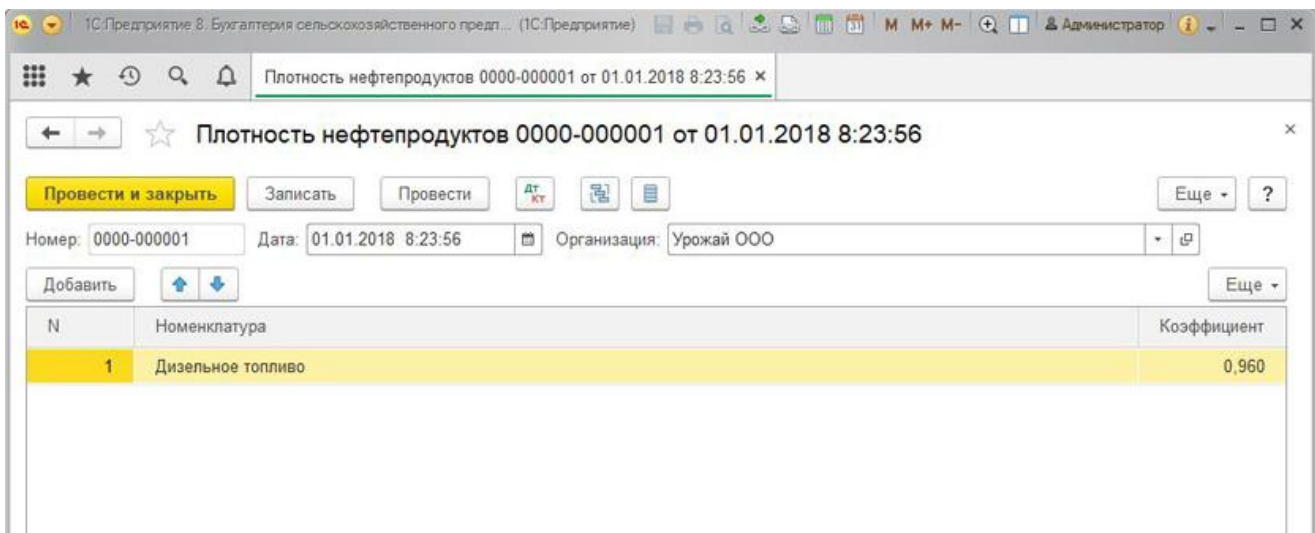 1С:Предприятие 8. Бухгалтерия сельскохозяйственного предп... (1С:Предприятие) 31 M M+ M- Администратор
Плотность нефтепродуктов 0000-000001 от 01.01.2018 8:23:56 ×
Плотность нефтепродуктов 0000-000001 от 01.01.2018 8:23:56
Провести и закрыть Записать Провести Дт Кт Еще ?
Номер: 0000-000001 Дата: 01.01.2018 8:23:56 Организация: Урожай ООО
Добавить Еще
N Номенклатура Коэффициент
1 Дизельное топливо 0,960